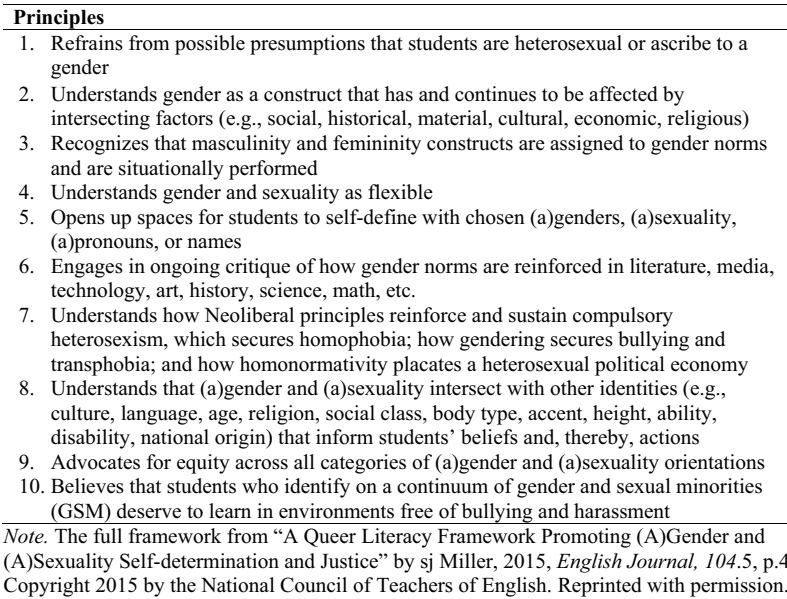 Principles
1. Refrains from possible presumptions that students are heterosexual or ascribe to a
gender
2. Understands gender as a construct that has and continues to be affected by
intersecting factors (e.g., social, historical, material, cultural, economic, religious)
3. Recognizes that masculinity and femininity constructs are assigned to gender norms
and are situationally performed
4. Understands gender and sexuality as flexible
5. Opens up spaces for students to self-define with chosen (a)genders, (a)sexuality,
(a)pronouns, or names
6. Engages in ongoing critique of how gender norms are reinforced in literature, media,
technology, art, history, science, math, etc.
7. Understands how Neoliberal principles reinforce and sustain compulsory
heterosexism, which secures homophobia; how gendering secures bullying and
transphobia; and how homonormativity placates a heterosexual political economy
8. Understands that (a)gender and (a)sexuality intersect with other identities (e.g.,
culture, language, age, religion, social class, body type, accent, height, ability,
disability, national origin) that inform students' beliefs and, thereby, actions
9. Advocates for equity across all categories of (a)gender and (a)sexuality orientations
10. Believes that students who identify on a continuum of gender and sexual minorities
(GSM) deserve to learn in environments free of bullying and harassment
Note. The full framework from “A Queer Literacy Framework Promoting (A)Gender and
(A)Sexuality Self-determination and Justice” by sj Miller, 2015, English Journal, 104.5, p.4
Copyright 2015 by the National Council of Teachers of English. Reprinted with permission.